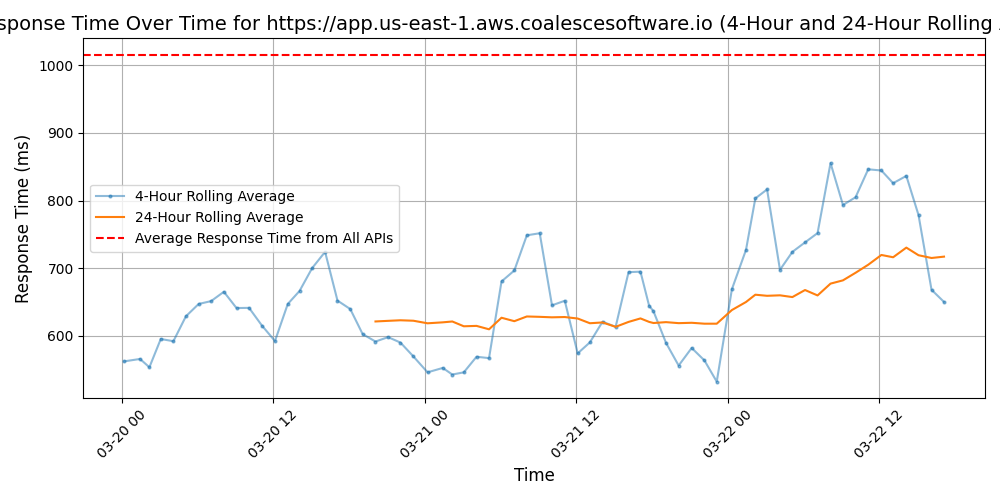 sponse Time Over Time for https://app.us-east-1.aws.coalescesoftware.io (4-Hour and 24-Hour Rolling
1000
900
800
700
600
Response Time (ms)
4-Hour Rolling Average
24-Hour Rolling Average
Average Response Time from All APIs
03-20 00
03-20 12
03-21 00
03-21 12
03-22 00
03-22 12
Time